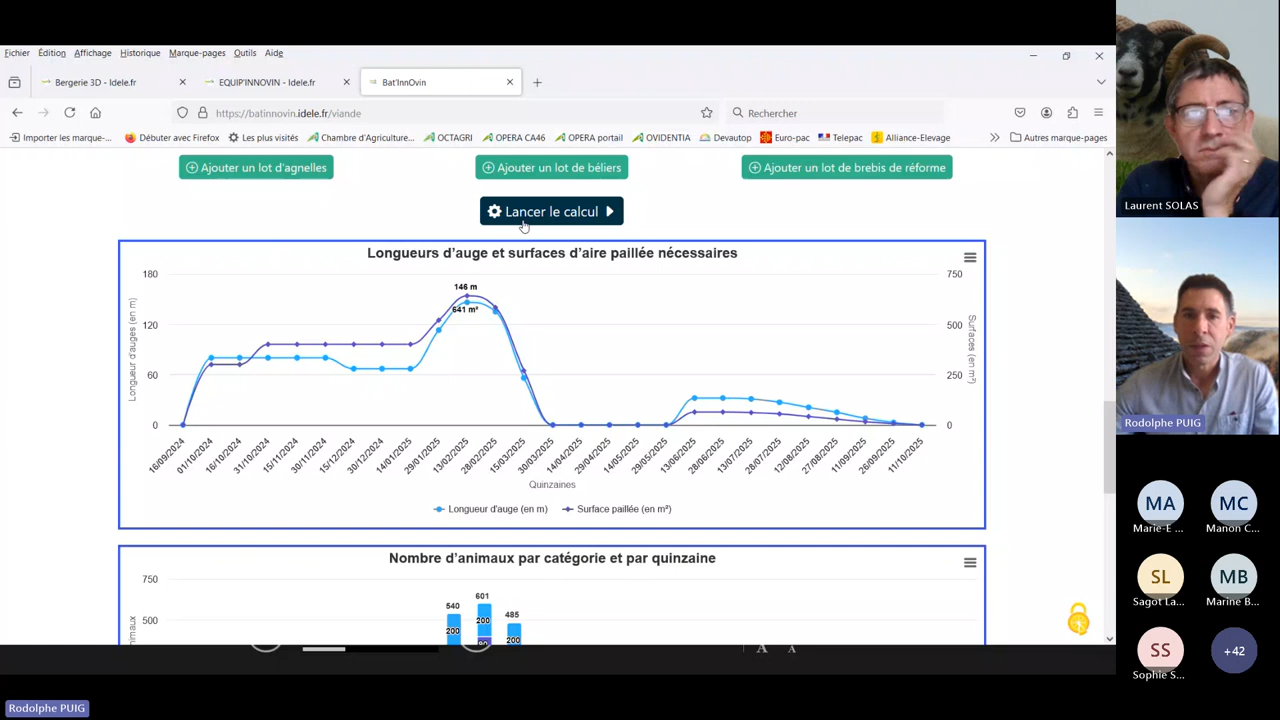 Fichier Édition Affichage Historique Marque-pages Outils Aide
Bergerie 3D - Idele.fr
EQUIP'INNOVIN - Idele.fr
Bat'InnOvin
https://batinnovin.idele.fr/viande
Rechercher
Importer les marque-... Débuter avec Firefox Les plus visités Chambre d'Agriculture... OCTAGRI OPERA CA46 OPERA portail OVIDENTIA Devautop Euro-pac Telepac Alliance-Elevage Autres marque-pages
Ajouter un lot d'agnelles
Ajouter un lot de béliers
Ajouter un lot de brebis de réforme
Lancer le calcul
Longueurs d'auge et surfaces d'aire paillée nécessaires
180
120
60
0
Longueur d'auges (en m)
750
500
250
0
Surfaces (en m²)
146 m
641 m²
16/09/2024 01/10/2024 16/10/2024 31/10/2024 15/11/2024 30/11/2024 15/12/2024 30/12/2024 14/01/2025 29/01/2025 13/02/2025 28/02/2025 15/03/2025 30/03/2025 14/04/2025 29/04/2025 14/05/2025 29/05/2025 13/06/2025 28/06/2025 13/07/2025 28/07/2025 12/08/2025 27/08/2025 11/09/2025 26/09/2025 11/10/2025
Quinzaines
Longueur d'auge (en m) Surface paillée (en m²)
Nombre d'animaux par catégorie et par quinzaine
750
500
540
601
485
200
200
200
A A
Laurent SOLAS
Rodolphe PUIG
MA
Marie-E ...
MC
Manon C...
SL
Sagot La...
MB
Marine B...
SS
Sophie S...
+42
Rodolphe PUIG